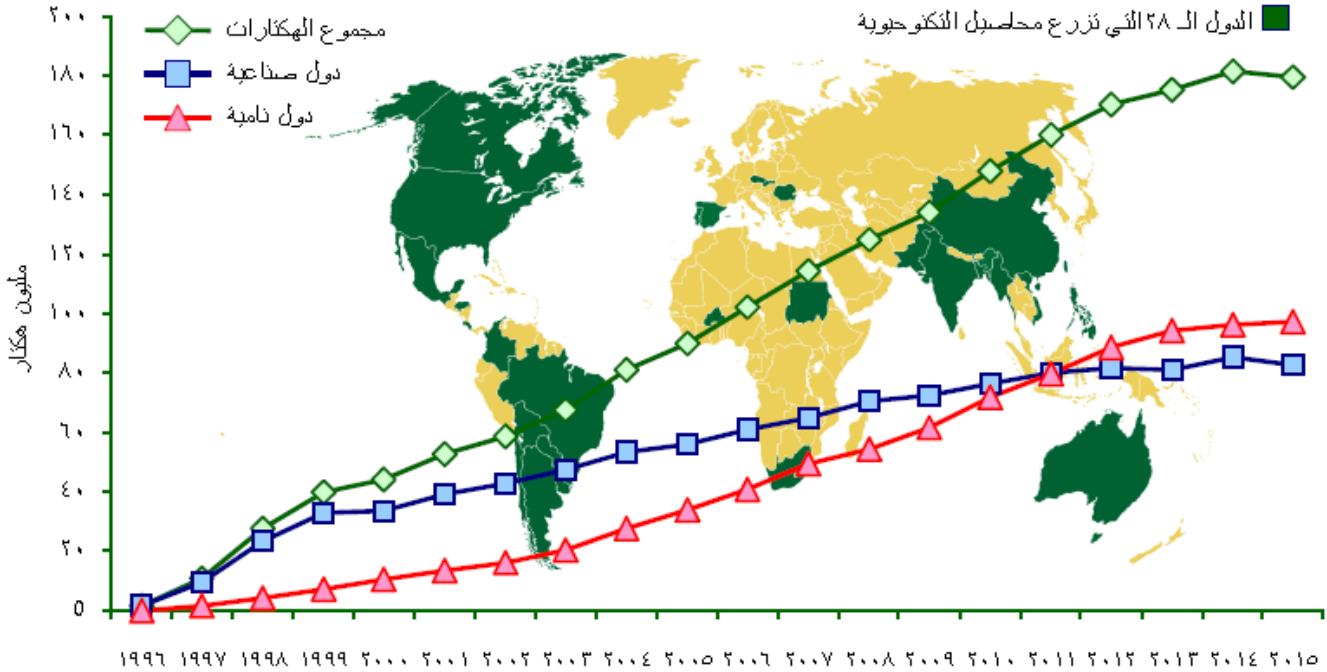 الدول الـ ٢٨ التي تزرع محاصيل التكنوحيوية
مجموع الهكتارات
دول صناعية
دول نامية
مليون هكتار
٢٠٠
١٨٠
١٦٠
١٤٠
١٢٠
١٠٠
٨٠
٦٠
٤٠
٢٠
٠
١٩٩٦ ١٩٩٧ ١٩٩٨ ١٩٩٩ ٢٠٠٠ ٢٠٠١ ٢٠٠٢ ٢٠٠٣ ٢٠٠٤ ٢٠٠٥ ٢٠٠٦ ٢٠٠٧ ٢٠٠٨ ٢٠٠٩ ٢٠١٠ ٢٠١١ ٢٠١٢ ٢٠١٣ ٢٠١٤ ٢٠١٥